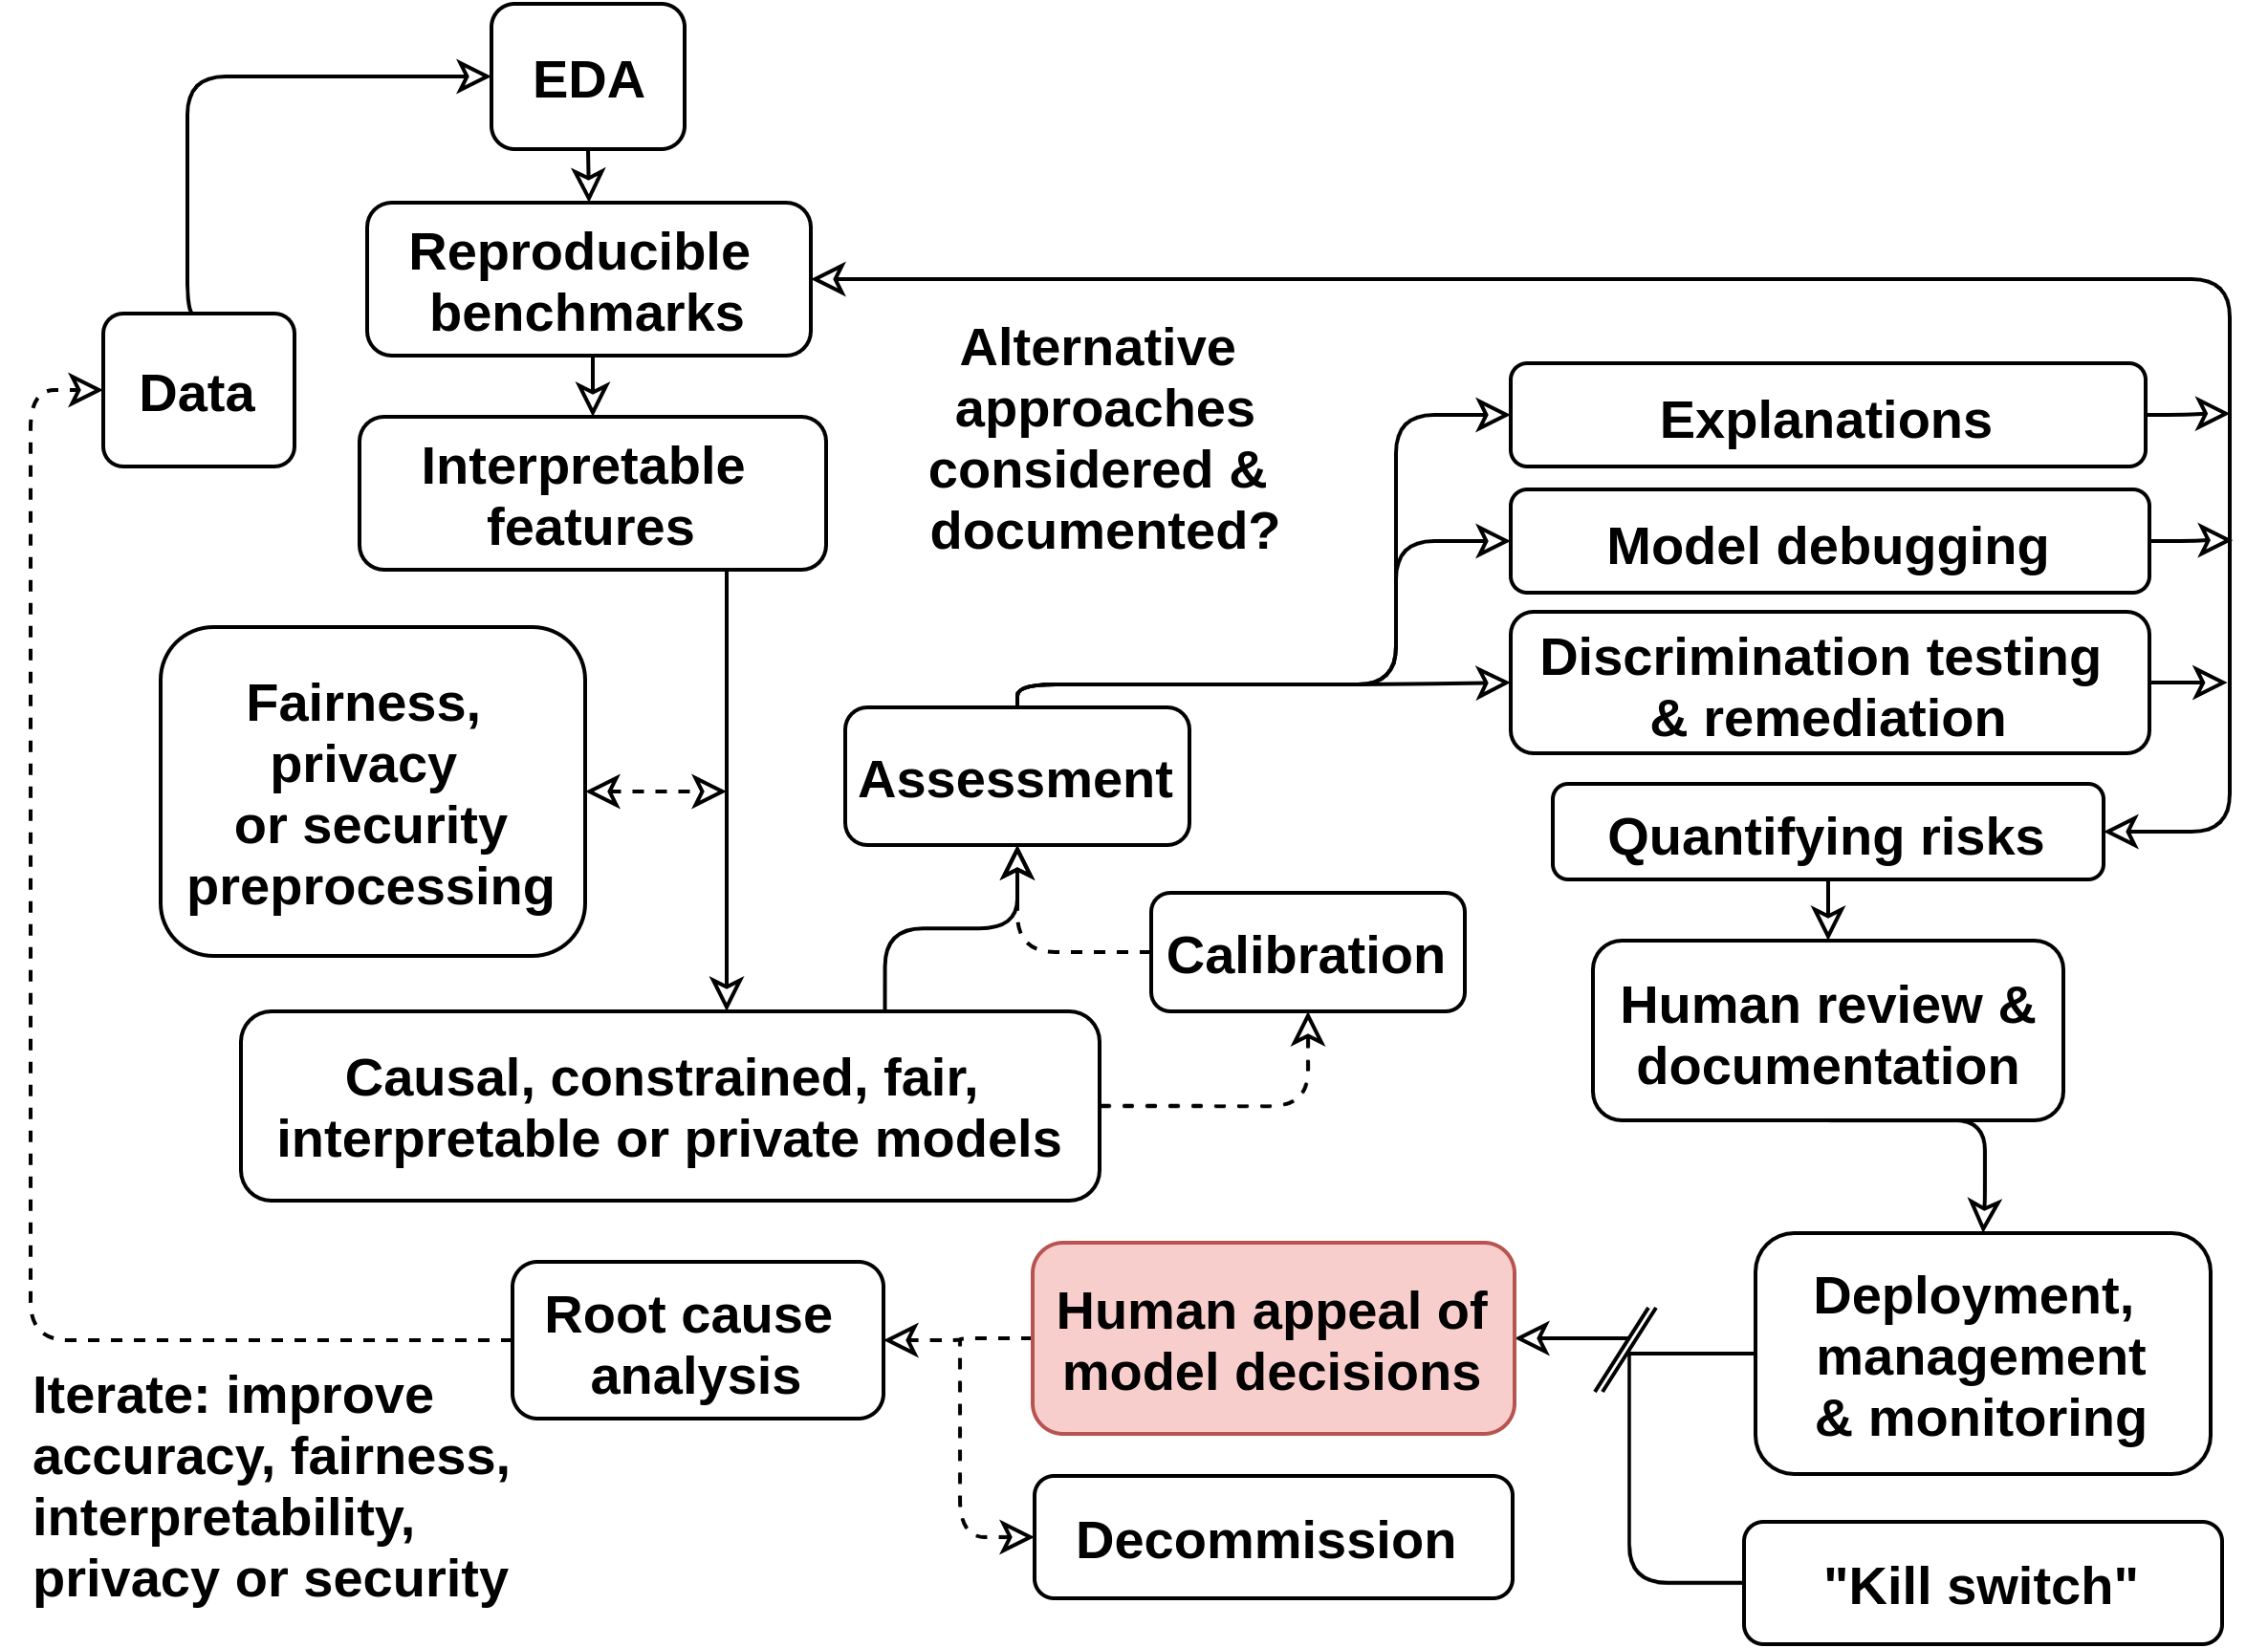 EDA
Reproducible
benchmarks
Data
Interpretable
features
Alternative
approaches
considered &
documented?
Explanations
Model debugging
Discrimination testing
& remediation
Fairness,
privacy
or security
preprocessing
Assessment
Quantifying risks
Calibration
Human review &
documentation
Causal, constrained, fair,
interpretable or private models
Root cause
analysis
Human appeal of
model decisions
Deployment,
management
& monitoring
Iterate: improve
accuracy, fairness,
interpretability,
privacy or security
Decommission
"Kill switch"